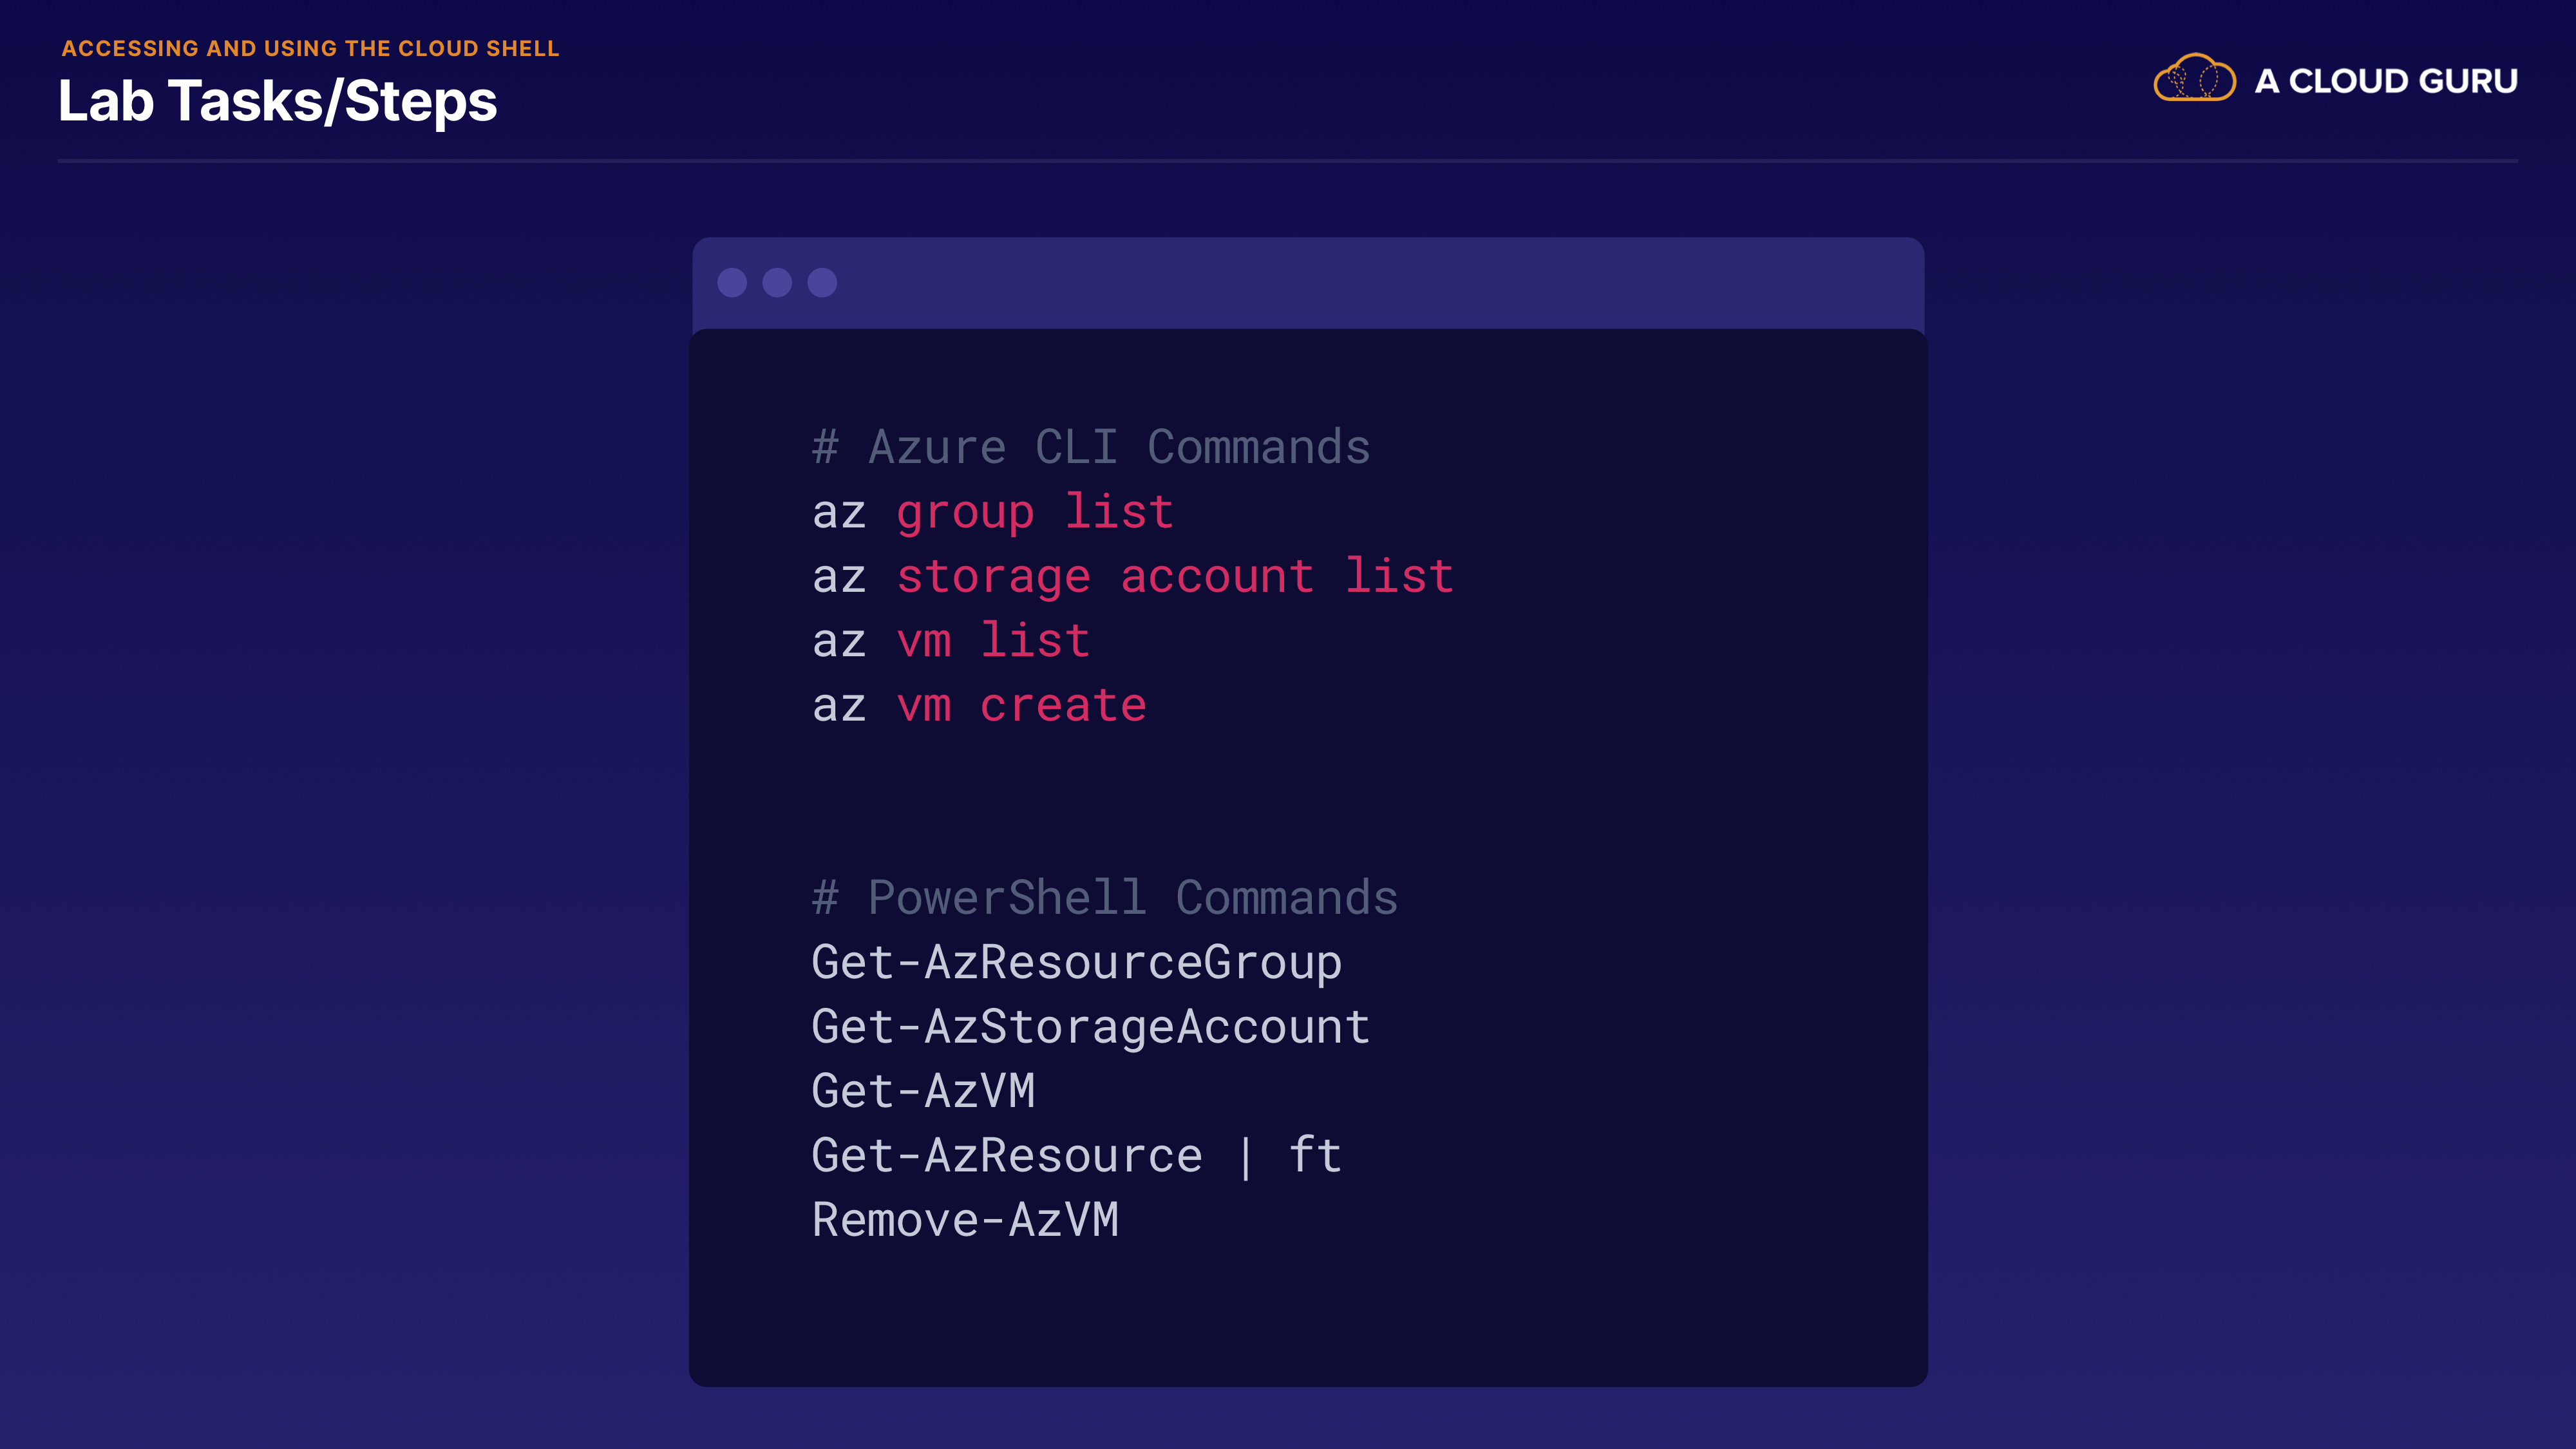 ACCESSING AND USING THE CLOUD SHELL
Lab Tasks/Steps
A CLOUD GURU
# Azure CLI Commands
az group list
az storage account list
az vm list
az vm create
# PowerShell Commands
Get-AzResourceGroup
Get-AzStorageAccount
Get-AzVM
Get-AzResource | ft
Remove-AzVM